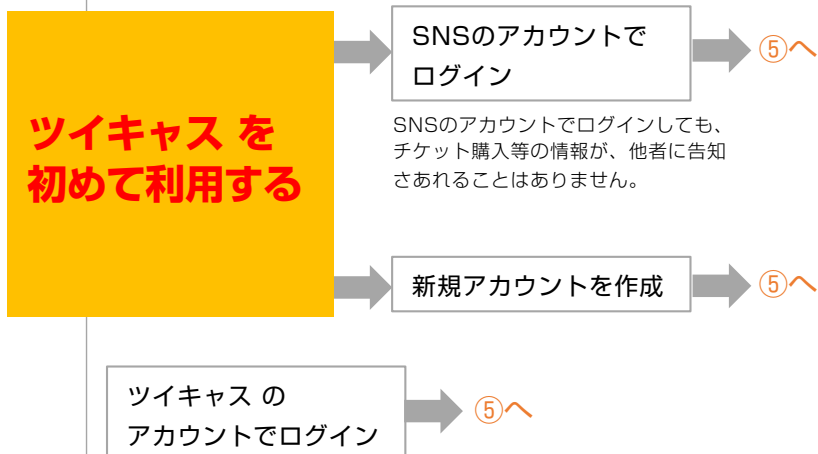 SNSのアカウントで
ログイン
⑤へ
SNSのアカウントでログインしても、
チケット購入等の情報が、他者に告知
さあれることはありません。
ツイキャス を
初めて利用する
新規アカウントを作成
⑤へ
ツイキャス の
アカウントでログイン
⑤へ